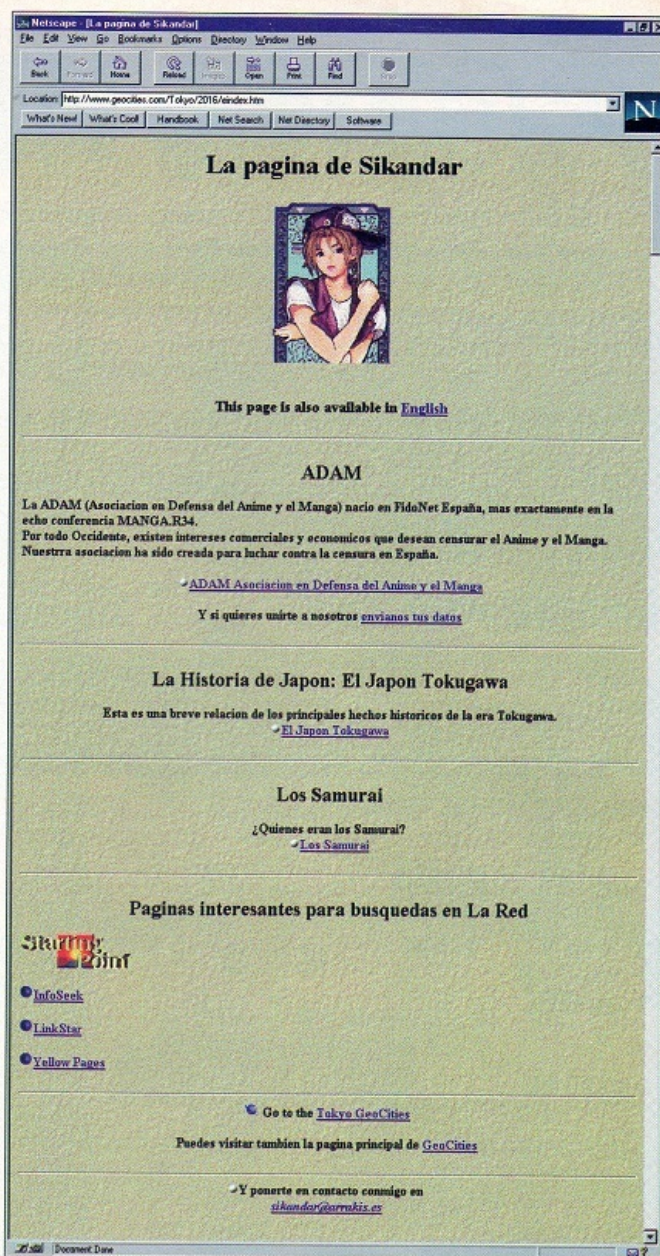 Netscape - [La pagina de Sikandar]
File Edit View Go Bookmarks Options Directory Window Help
Back Forward Home Reload Images Open Print Find Stop
Location: http://www.geocities.com/Tokyo/2016/eindex.htm
N
What's New! What's Cool! Handbook Net Search Net Directory Software
La pagina de Sikandar
This page is also available in English
ADAM
La ADAM (Asociacion en Defensa del Anime y el Manga) nacio en FidoNet España, mas exactamente en la
echo conferencia MANGA.R34.
Por todo Occidente, existen intereses comerciales y economicos que desean censurar el Anime y el Manga.
Nuestrra asociacion ha sido creada para luchar contra la censura en España.
ADAM Asociacion en Defensa del Anime y el Manga
Y si quieres unirte a nosotros envianos tus datos
La Historia de Japon: El Japon Tokugawa
Esta es una breve relacion de los principales hechos historicos de la era Tokugawa.
El Japon Tokugawa
Los Samurai
¿Quienes eran los Samurai?
Los Samurai
Paginas interesantes para busquedas en La Red
Starting
Point
InfoSeek
LinkStar
Yellow Pages
Go to the Tokyo GeoCities
Puedes visitar tambien la pagina principal de GeoCities
Y ponerte en contacto conmigo en
sikandar@arrakis.es
Document: Done